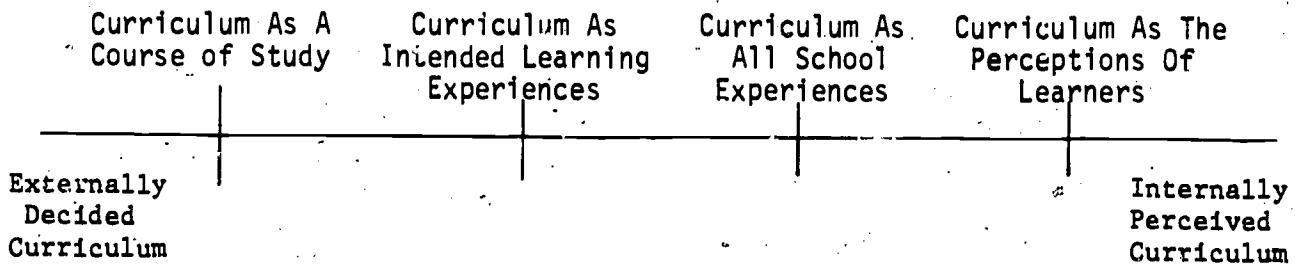 Curriculum As A
Course of Study
Curriculum As
Intended Learning
Experiences
Curriculum As
All School
Experiences
Curriculum As The
Perceptions Of
Learners
Externally
Decided
Curriculum
Internally
Perceived
Curriculum